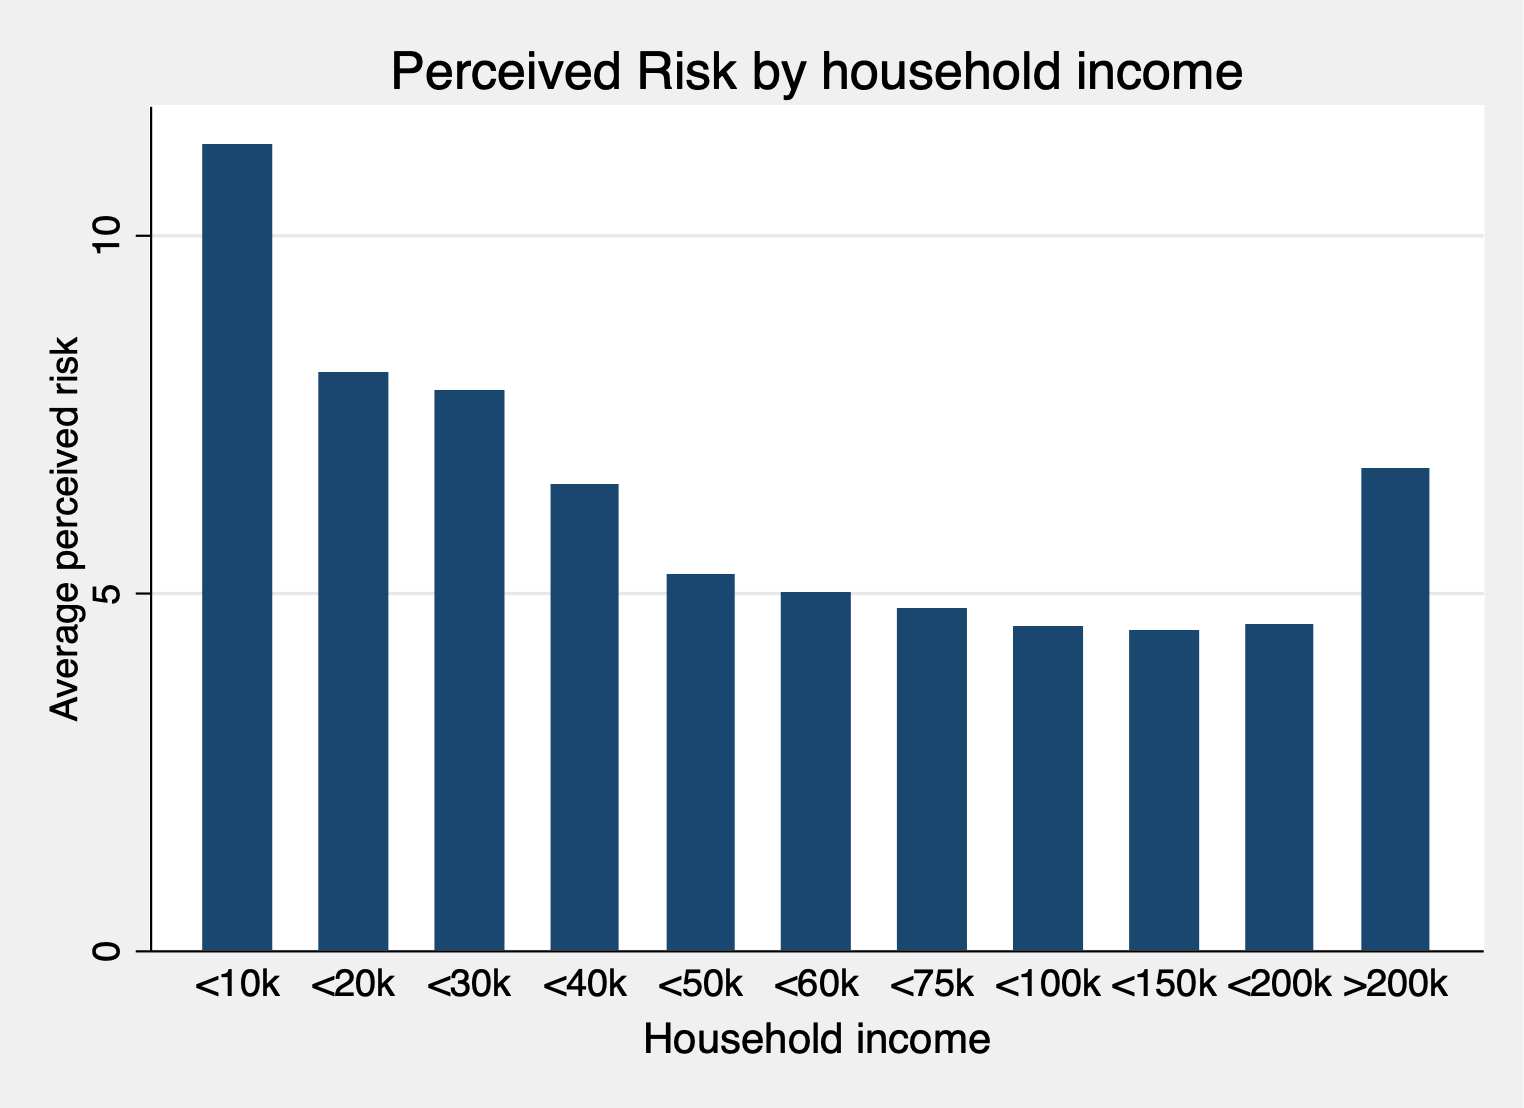 Perceived Risk by household income
Average perceived risk
10
5
0
<10k <20k <30k <40k <50k <60k <75k <100k <150k <200k >200k
Household income